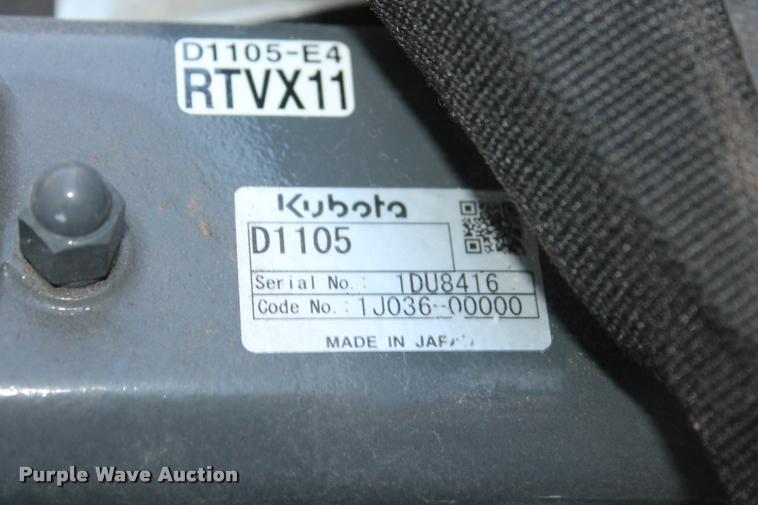 D1105-E4
RTVX11
Kubota
D1105
Serial No.: 1DU8416
Code No.: 1J036-00000
MADE IN JAPAN
Purple Wave Auction